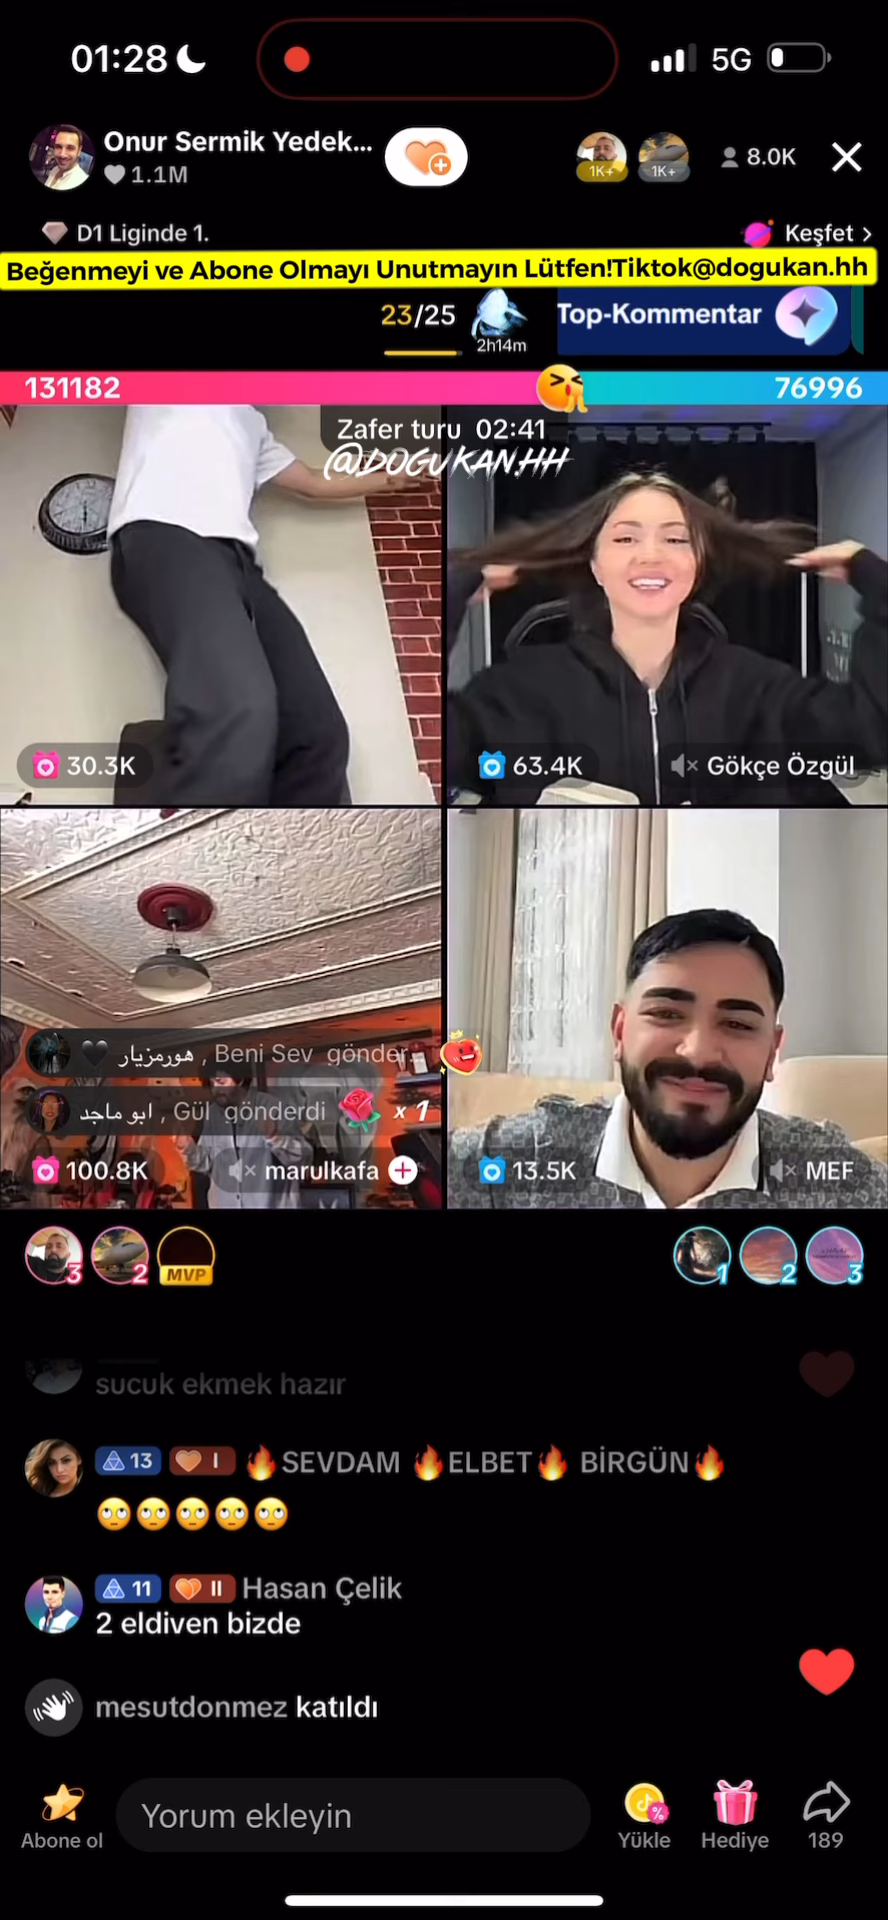 01:28
5G
Onur Sermik Yedek...
1.1M
1K+
1K+
8.0K
D1 Liginde 1.
Keşfet >
Beğenmeyi ve Abone Olmayı Unutmayın Lütfen!Tiktok@dogukan.hh
23/25
2h14m
Top-Kommentar
131182
76996
Zafer turu 02:41
@DOGUKAN.HH
30.3K
63.4K
Gökçe Özgül
هورمزيار , Beni Sev gönder...
ابو ماجد , Gül gönderdi x 1
100.8K
marulkafa
13.5K
MEF
3
2
MVP
1
2
3
sucuk ekmek hazır
13 I 🔥SEVDAM 🔥ELBET🔥 BİRGÜN🔥
🙄🙄🙄🙄🙄
11 II Hasan Çelik
2 eldiven bizde
mesutdonmez katıldı
Yorum ekleyin
Abone ol
Yükle
Hediye
189